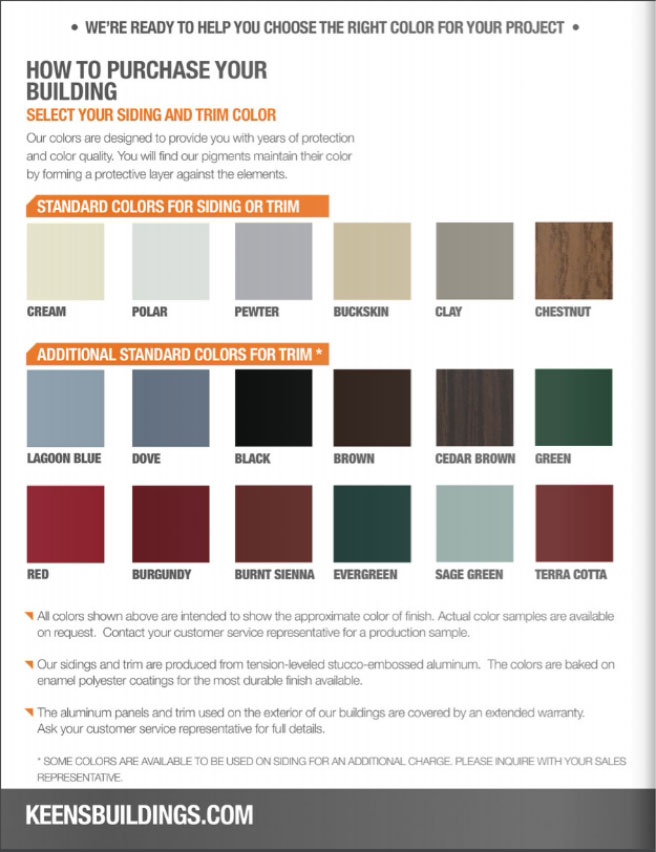 • WE'RE READY TO HELP YOU CHOOSE THE RIGHT COLOR FOR YOUR PROJECT •
HOW TO PURCHASE YOUR
BUILDING
SELECT YOUR SIDING AND TRIM COLOR
Our colors are designed to provide you with years of protection
and color quality. You will find our pigments maintain their color
by forming a protective layer against the elements.
STANDARD COLORS FOR SIDING OR TRIM
CREAM POLAR PEWTER BUCKSKIN CLAY CHESTNUT
ADDITIONAL STANDARD COLORS FOR TRIM *
LAGOON BLUE DOVE BLACK BROWN CEDAR BROWN GREEN
RED BURGUNDY BURNT SIENNA EVERGREEN SAGE GREEN TERRA COTTA
All colors shown above are intended to show the approximate color of finish. Actual color samples are available
on request. Contact your customer service representative for a production sample.
Our sidings and trim are produced from tension-leveled stucco-embossed aluminum. The colors are baked on
enamel polyester coatings for the most durable finish available.
The aluminum panels and trim used on the exterior of our buildings are covered by an extended warranty.
Ask your customer service representative for full details.
* SOME COLORS ARE AVAILABLE TO BE USED ON SIDING FOR AN ADDITIONAL CHARGE. PLEASE INQUIRE WITH YOUR SALES
REPRESENTATIVE.
KEENSBUILDINGS.COM